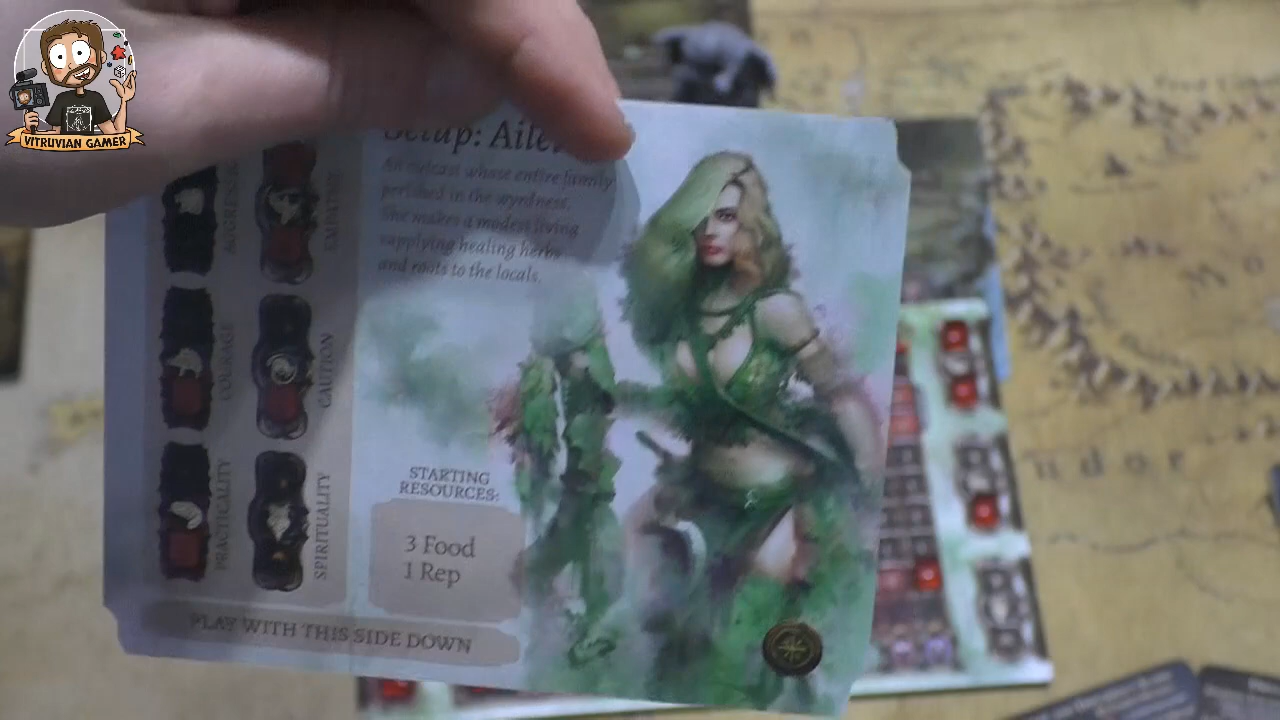 VITRUVIAN GAMER
Setup:
An outcast whose entire family
perished in the wyrdness.
She makes a modest living
supplying healing herbs
and roots to the locals.
EMPATHY
COURAGE
CAUTION
PRACTICALITY
SPIRITUALITY
STARTING
RESOURCES:
3 Food
1 Rep
PLAY WITH THIS SIDE DOWN